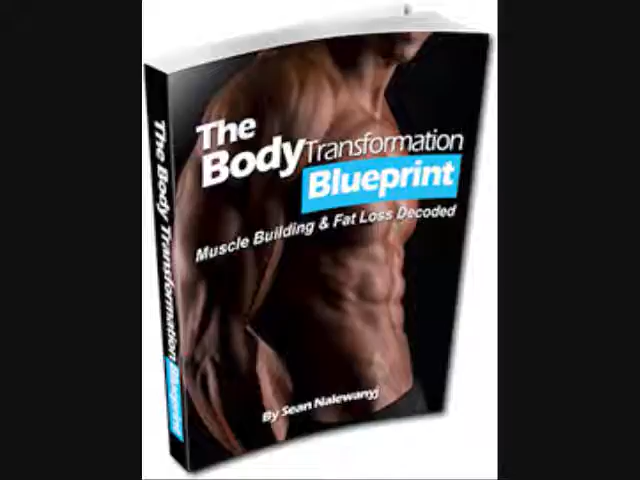 The
Body Transformation
Blueprint
Muscle Building & Fat Loss Decoded
By Sean Nalewanyj
The Body Transformation Blueprint